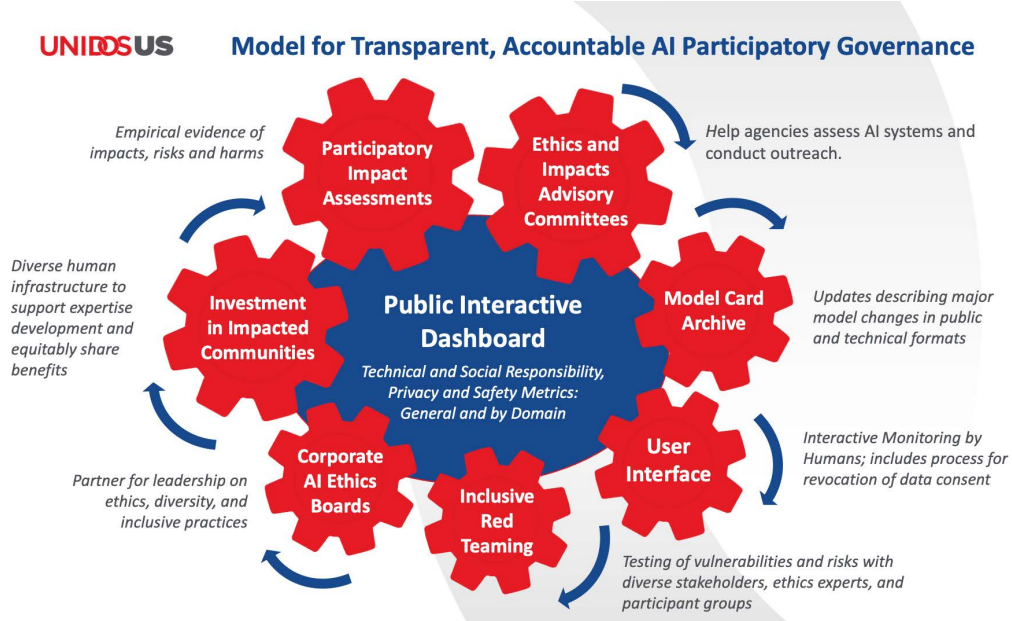 UNIDOSUS
Model for Transparent, Accountable AI Participatory Governance
Empirical evidence of
impacts, risks and harms
Participatory
Impact
Assessments
Ethics and
Impacts
Advisory
Committees
Help agencies assess AI systems and
conduct outreach.
Diverse human
infrastructure to
support expertise
development and
equitably share
benefits
Investment
in Impacted
Communities
Public Interactive
Dashboard
Technical and Social Responsibility,
Privacy and Safety Metrics:
General and by Domain
Model Card
Archive
Updates describing major
model changes in public
and technical formats
Partner for leadership on
ethics, diversity, and
inclusive practices
Corporate
AI Ethics
Boards
Inclusive
Red
Teaming
User
Interface
Interactive Monitoring by
Humans; includes process for
revocation of data consent
Testing of vulnerabilities and risks with
diverse stakeholders, ethics experts, and
participant groups